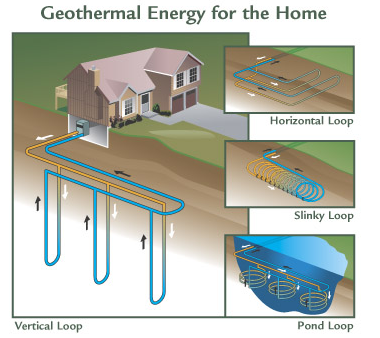 Geothermal Energy for the Home
Horizontal Loop
Slinky Loop
Vertical Loop
Pond Loop